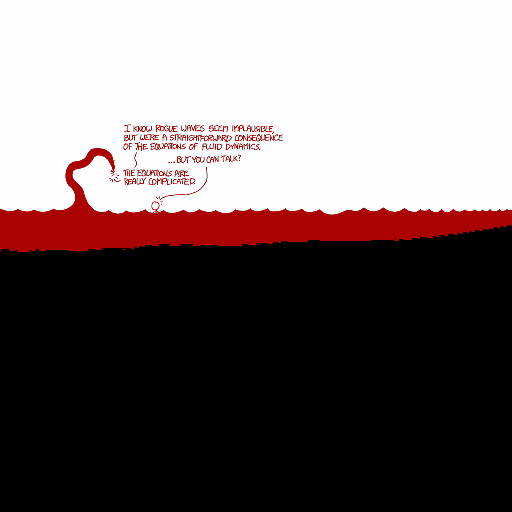 I KNOW ROGUE WAVES SEEM IMPLAUSIBLE,
BUT WE'RE A STRAIGHTFORWARD CONSEQUENCE
OF THE EQUATIONS OF FLUID DYNAMICS.
...BUT YOU CAN TALK?
THE EQUATIONS ARE
REALLY COMPLICATED.